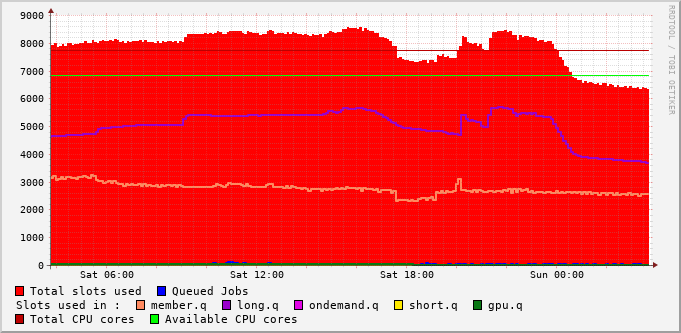 9000
8000
7000
6000
5000
4000
3000
2000
1000
0
Sat 06:00 Sat 12:00 Sat 18:00 Sun 00:00
RRDTOOL / TOBI OETIKER
Total slots used Queued Jobs
Slots used in : member.q long.q ondemand.q short.q gpu.q
Total CPU cores Available CPU cores